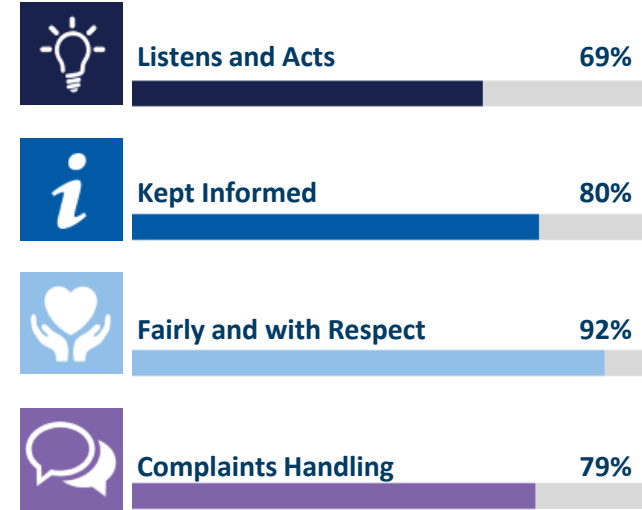 Listens and Acts 69%
Kept Informed 80%
Fairly and with Respect 92%
Complaints Handling 79%